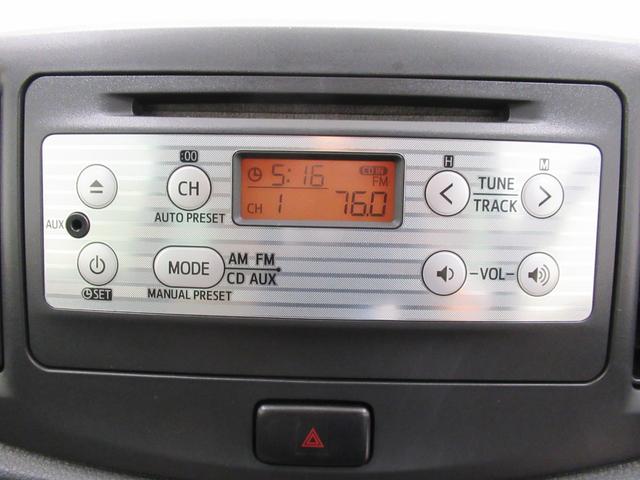 :00
CH
AUTO PRESET
AUX
SET
MODE
MANUAL PRESET
AM FM
CD AUX
5:16
CD IN
FM
CH 1 76.0
H
M
TUNE
TRACK
-VOL-